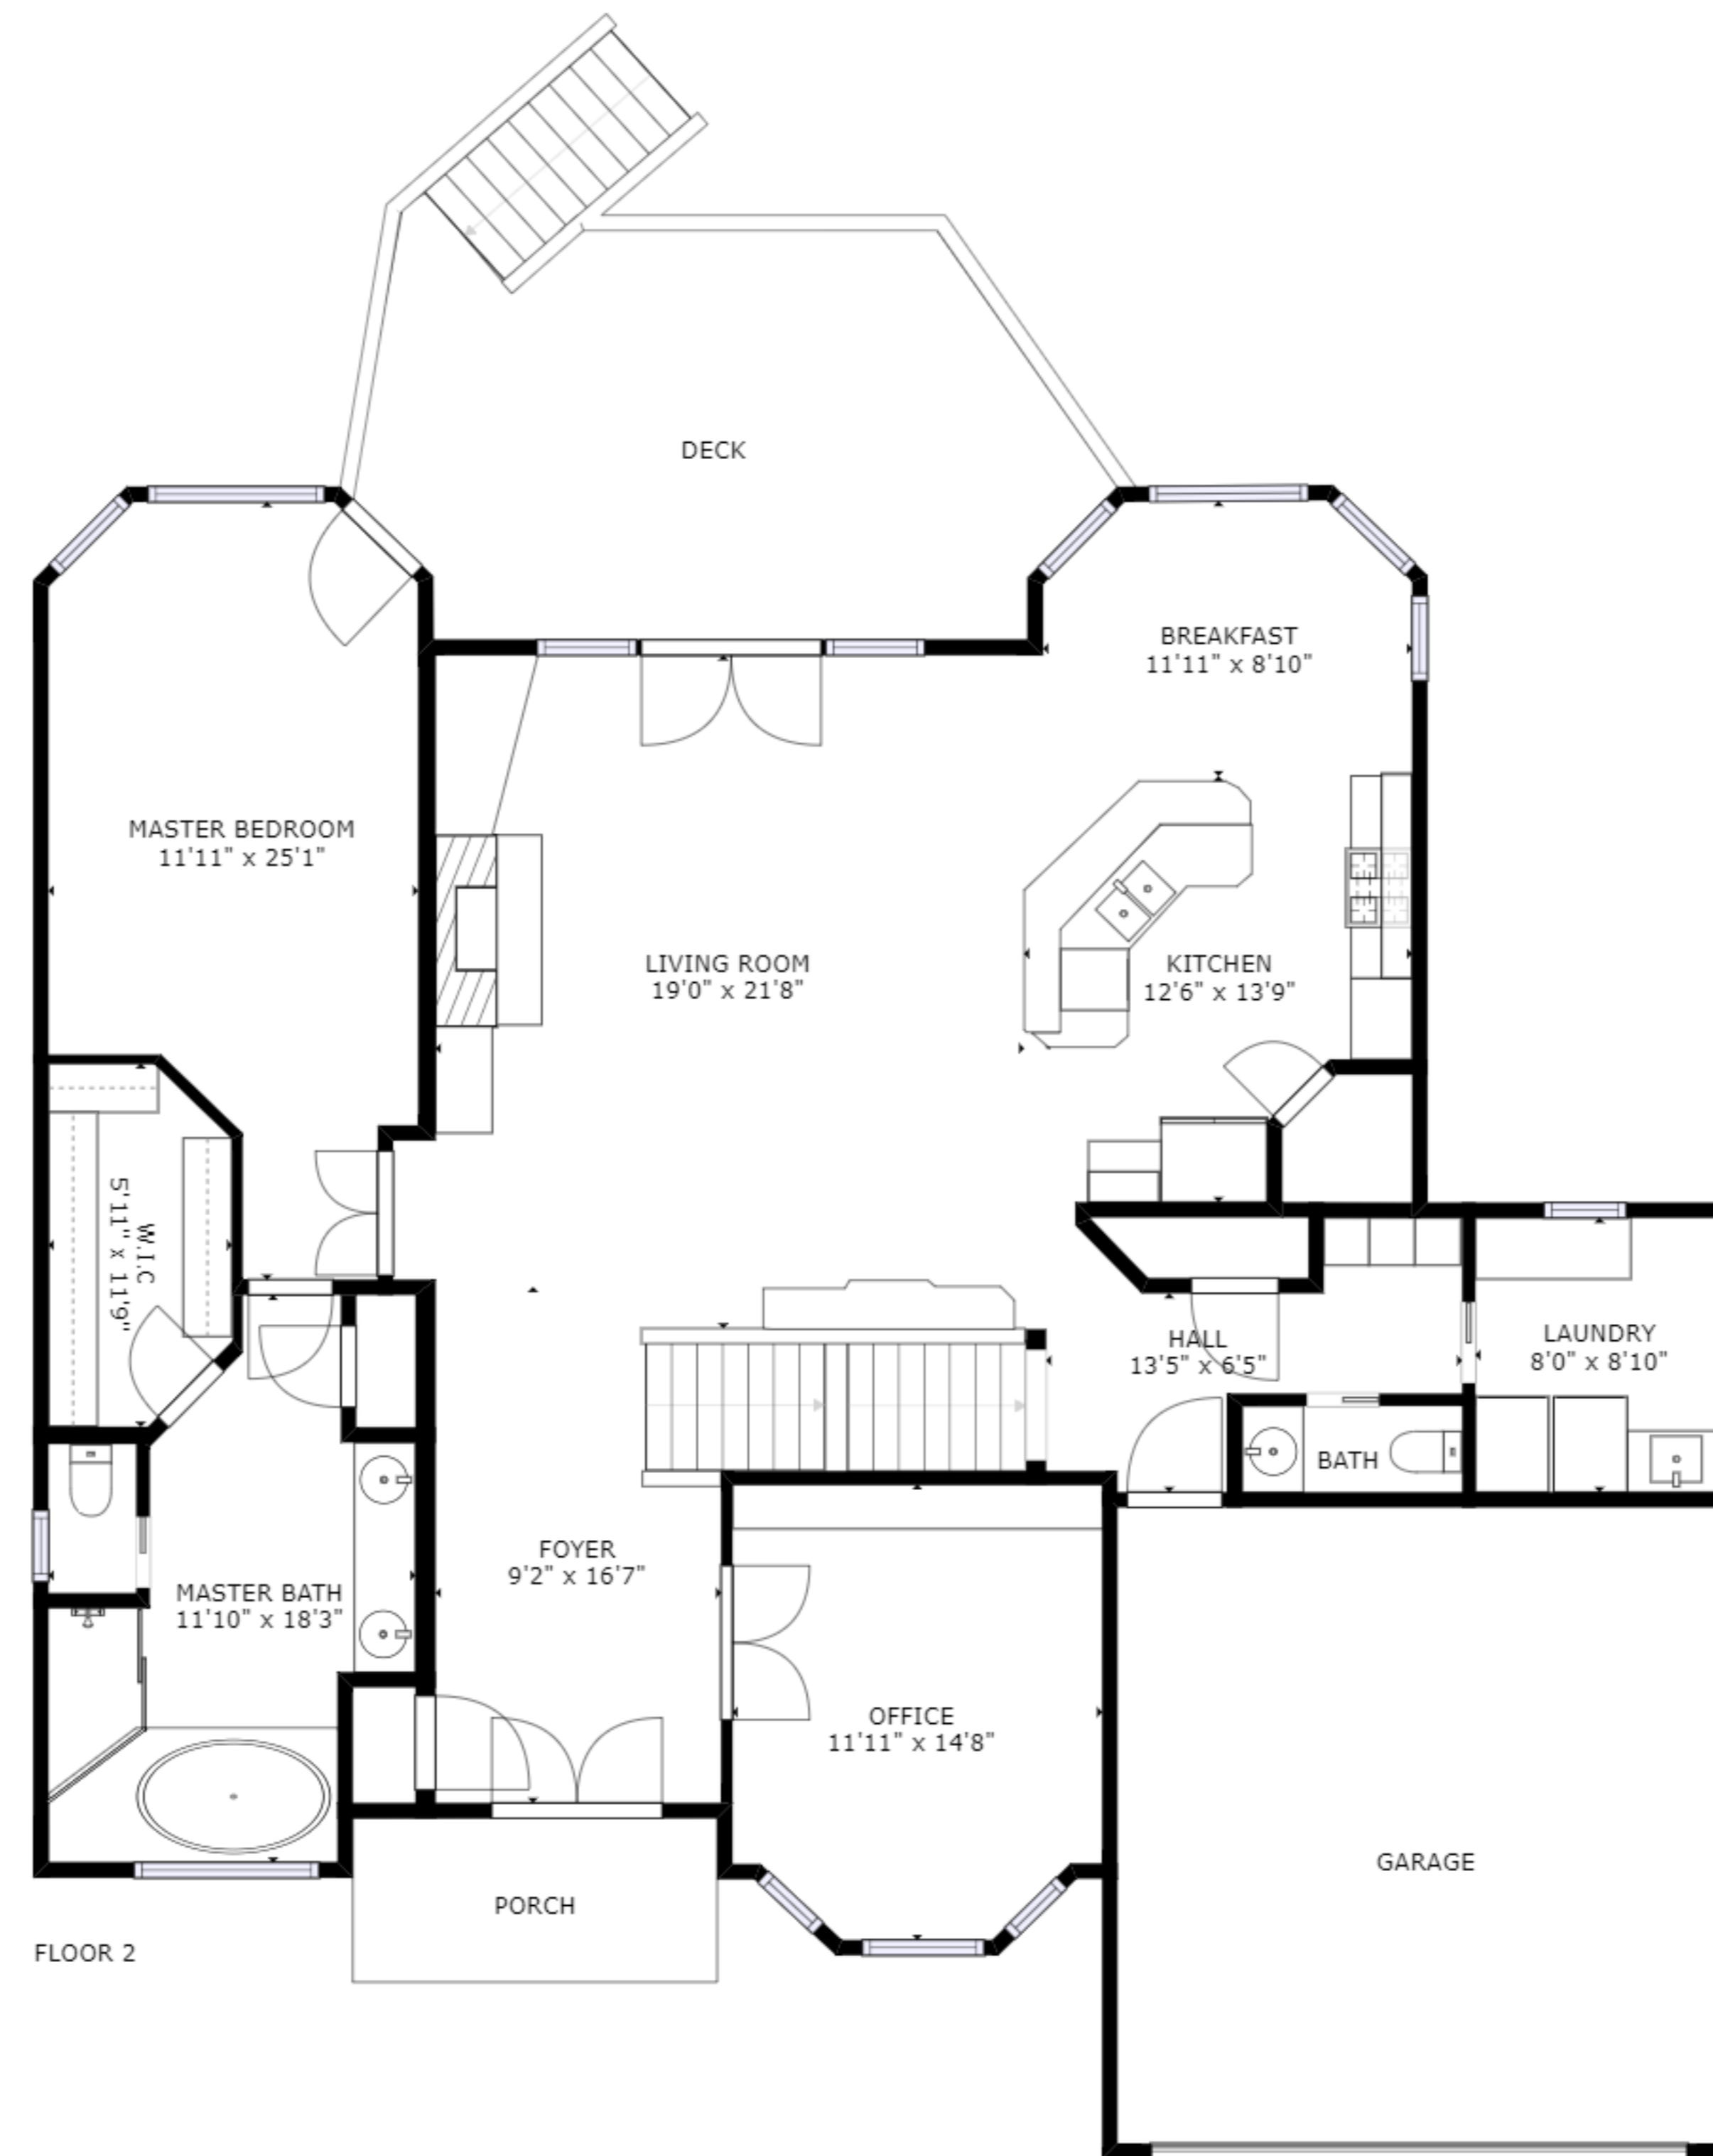 DECK
BREAKFAST
11'11" x 8'10"
MASTER BEDROOM
11'11" x 25'1"
LIVING ROOM
19'0" x 21'8"
KITCHEN
12'6" x 13'9"
W.I.C
5'11" x 11'9"
HALL
13'5" x 6'5"
LAUNDRY
8'0" x 8'10"
BATH
FOYER
9'2" x 16'7"
MASTER BATH
11'10" x 18'3"
OFFICE
11'11" x 14'8"
GARAGE
PORCH
FLOOR 2